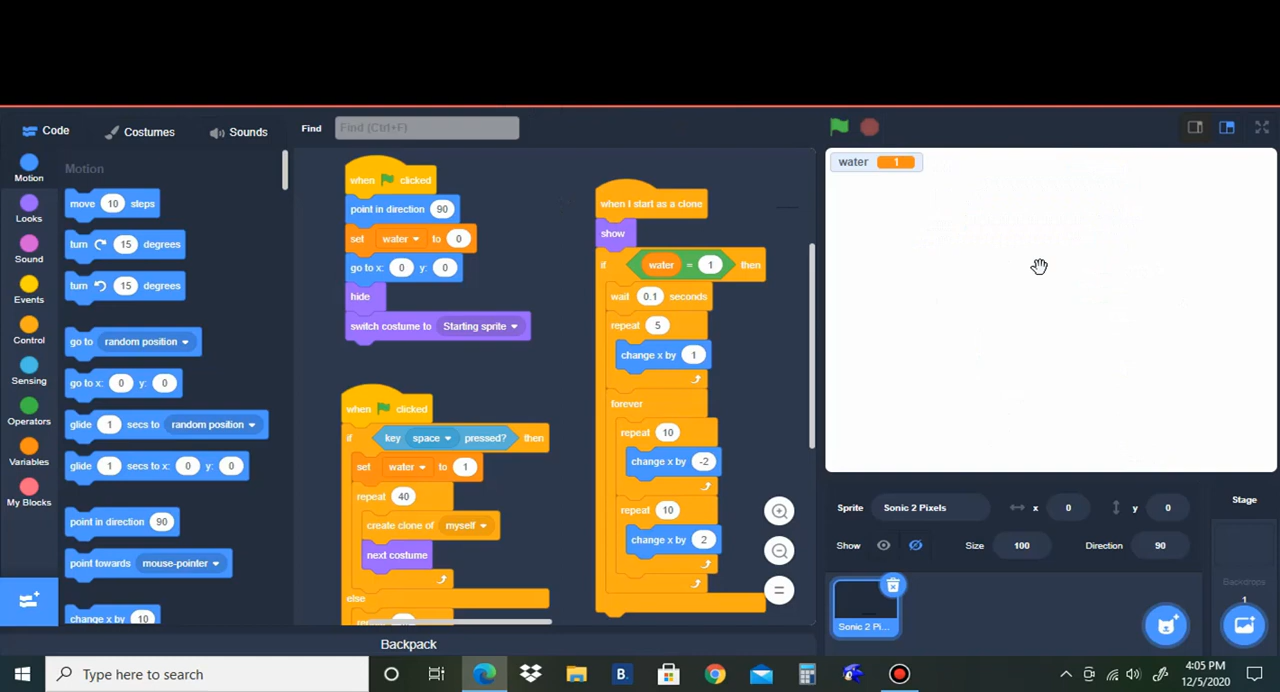 Code
Costumes
Sounds
Find
Find (Ctrl+F)
Motion
Looks
Sound
Events
Control
Sensing
Operators
Variables
My Blocks
Motion
move 10 steps
turn 15 degrees
turn 15 degrees
go to random position
go to x: 0 y: 0
glide 1 secs to random position
glide 1 secs to x: 0 y: 0
point in direction 90
point towards mouse-pointer
change x by 10
when clicked
point in direction 90
set water to 0
go to x: 0 y: 0
hide
switch costume to Starting sprite
when clicked
if key space pressed? then
set water to 1
repeat 40
create clone of myself
next costume
else
when I start as a clone
show
if water = 1 then
wait 0.1 seconds
repeat 5
change x by 1
forever
repeat 10
change x by -2
repeat 10
change x by 2
water 1
Sprite Sonic 2 Pixels x 0 y 0
Show Size 100 Direction 90
Sonic 2 Pi...
Stage
Backdrops
1
Backpack
Type here to search
4:05 PM
12/5/2020